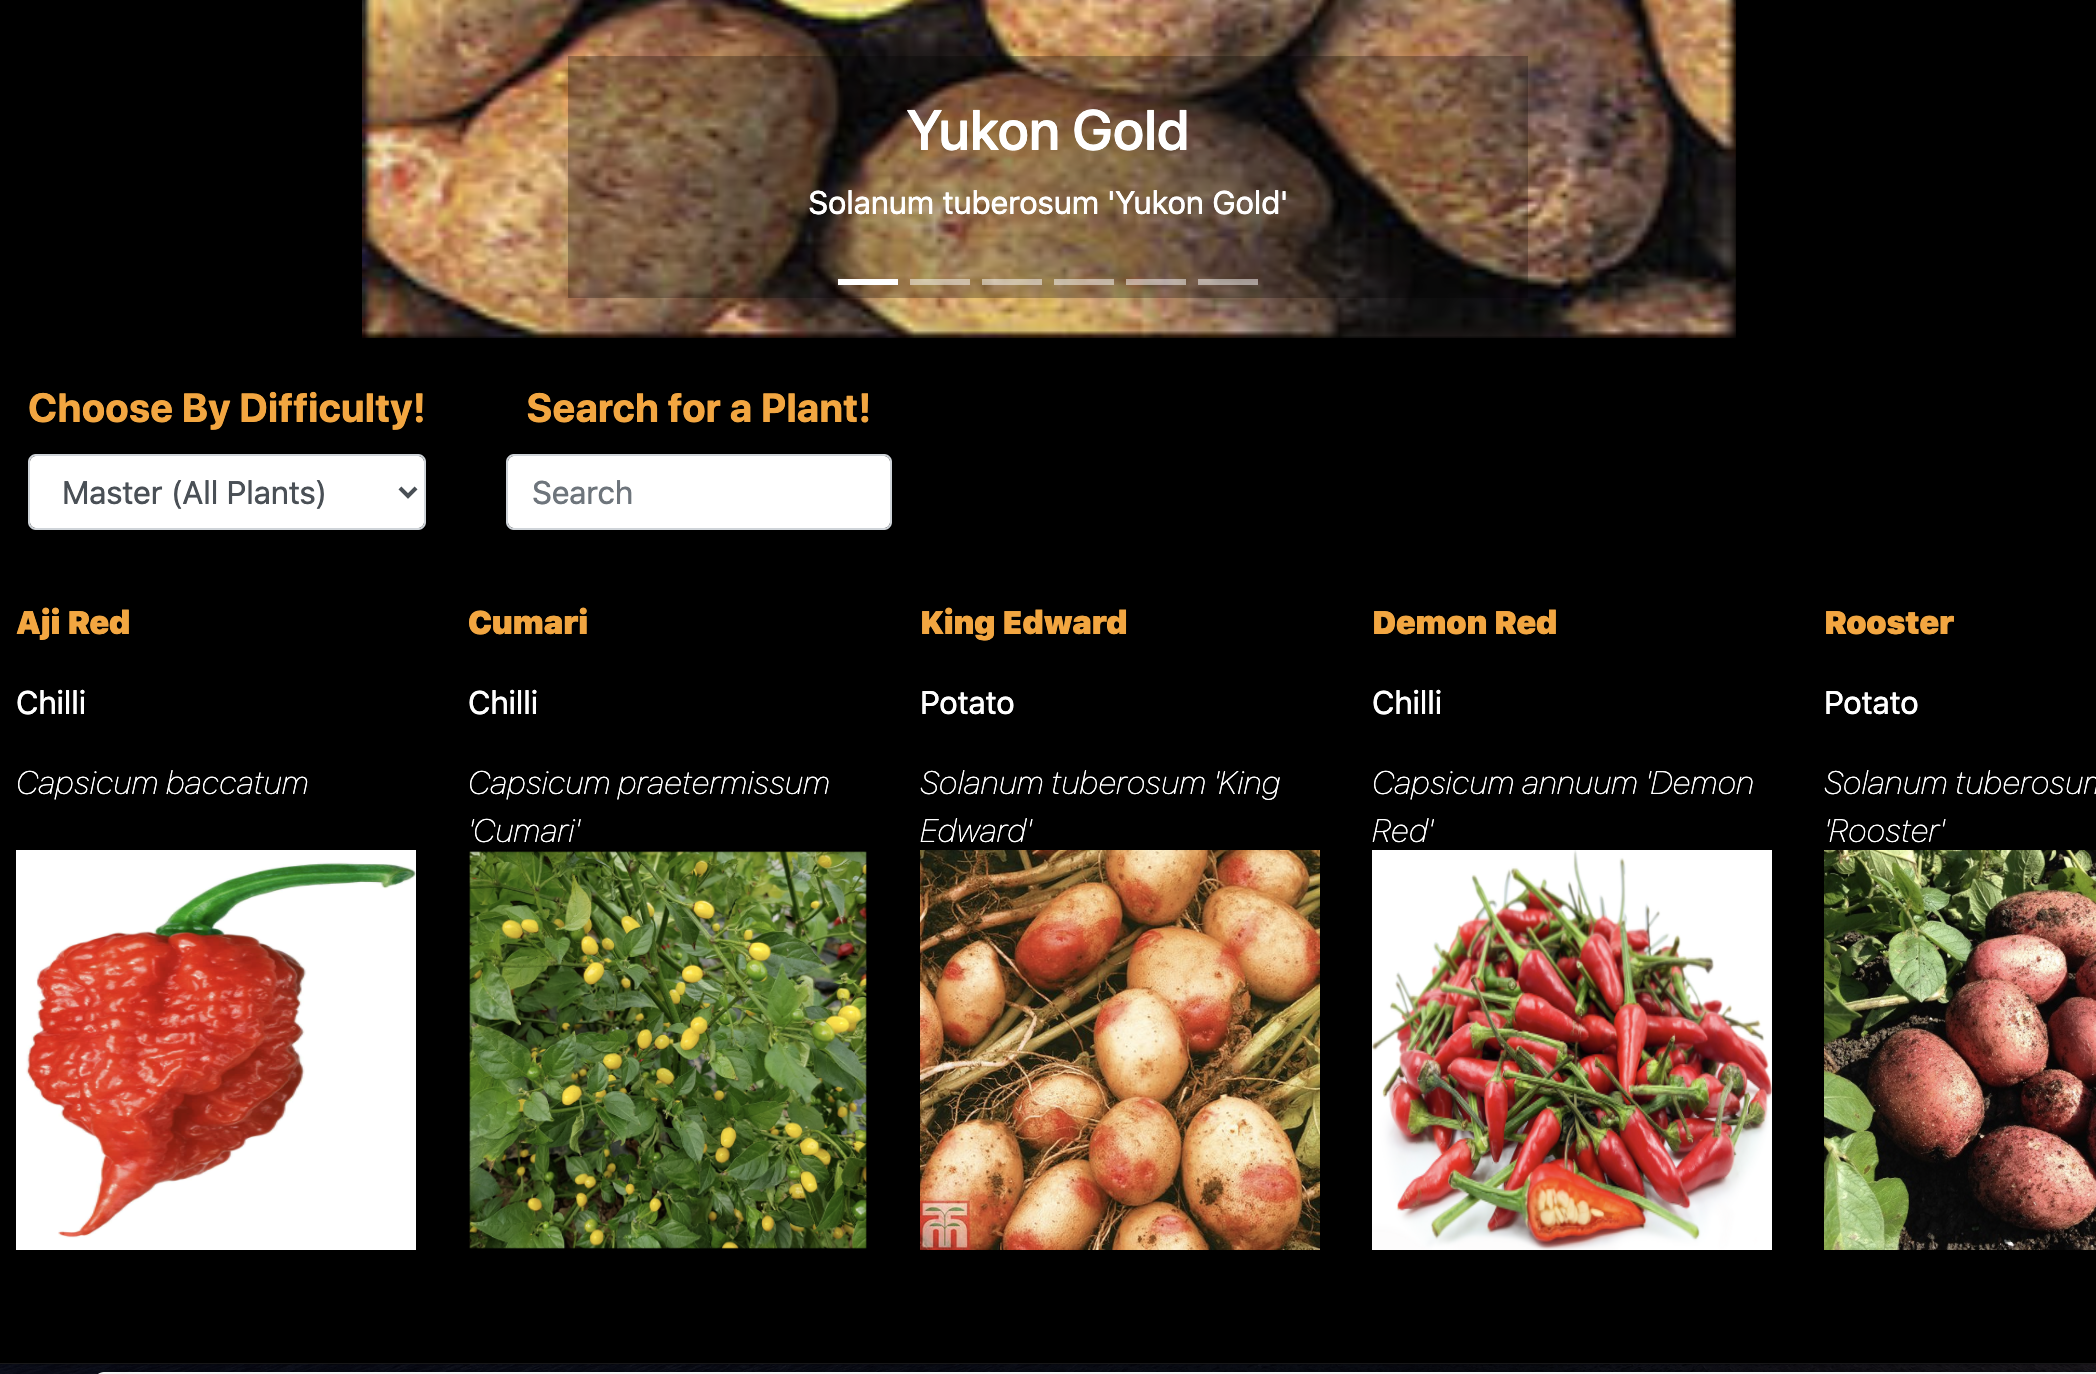 Yukon Gold
Solanum tuberosum 'Yukon Gold'
Choose By Difficulty!
Search for a Plant!
Master (All Plants)
Search
Aji Red
Chilli
Capsicum baccatum
Cumari
Chilli
Capsicum praetermissum
'Cumari'
King Edward
Potato
Solanum tuberosum 'King
Edward'
Demon Red
Chilli
Capsicum annuum 'Demon
Red'
Rooster
Potato
Solanum
'Rooster'